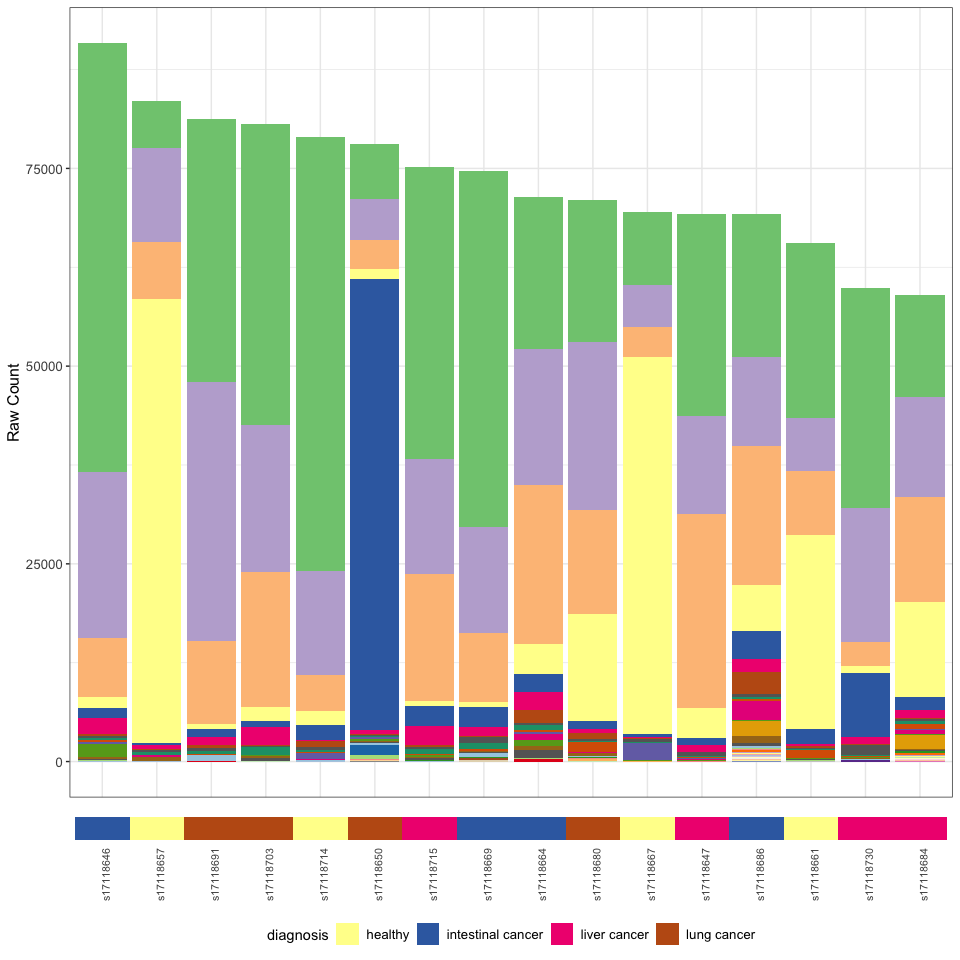 75000
50000
25000
0
Raw Count
s17118646
s17118657
s17118691
s17118703
s17118714
s17118650
s17118715
s17118669
s17118664
s17118680
s17118667
s17118647
s17118686
s17118661
s17118730
s17118684
diagnosis healthy intestinal cancer liver cancer lung cancer